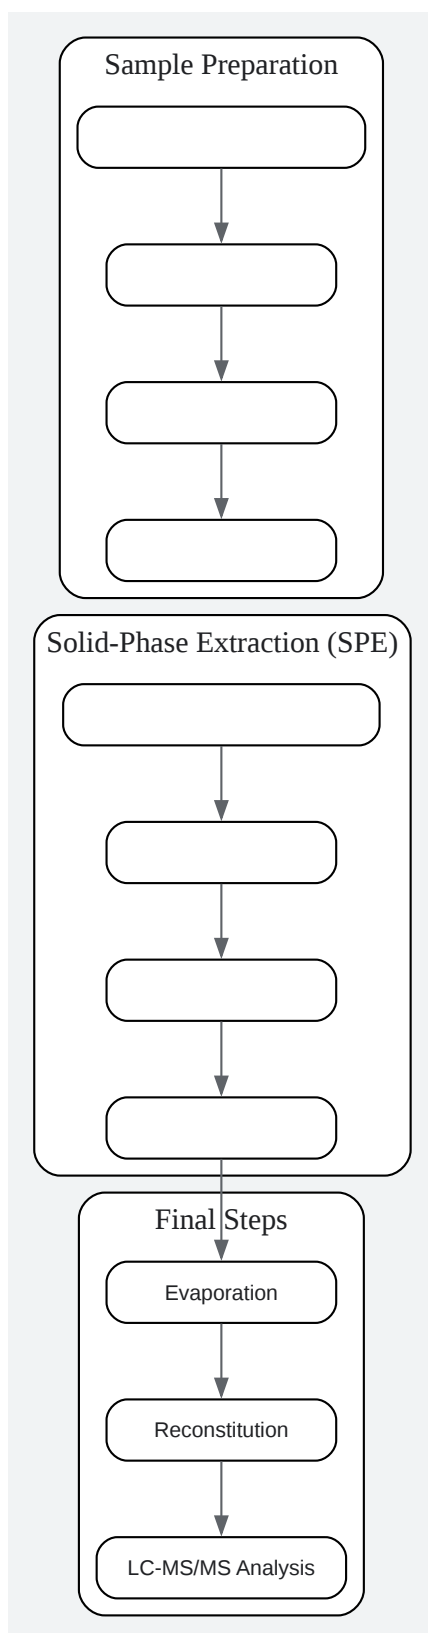 Sample Preparation
Solid-Phase Extraction (SPE)
Final Steps
Evaporation
Reconstitution
LC-MS/MS Analysis